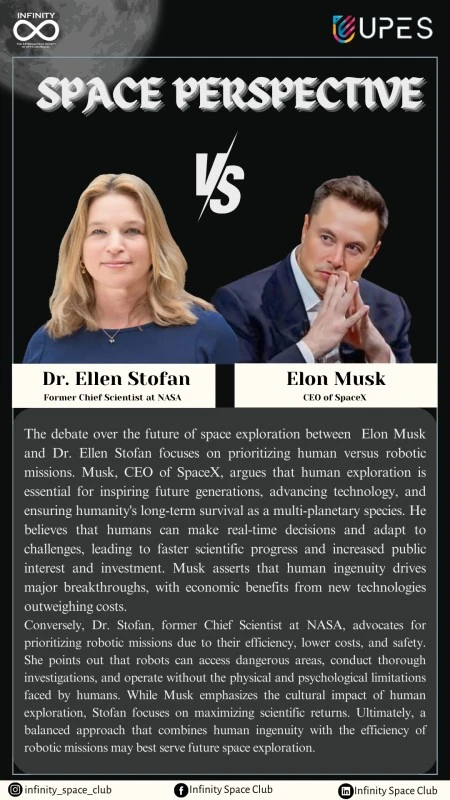 INFINITY
UPES
SPACE PERSPECTIVE
VS
Dr. Ellen Stofan
Former Chief Scientist at NASA
Elon Musk
CEO of SpaceX
The debate over the future of space exploration between Elon Musk
and Dr. Ellen Stofan focuses on prioritizing human versus robotic
missions. Musk, CEO of SpaceX, argues that human exploration is
essential for inspiring future generations, advancing technology, and
ensuring humanity's long-term survival as a multi-planetary species. He
believes that humans can make real-time decisions and adapt to
challenges, leading to faster scientific progress and increased public
interest and investment. Musk asserts that human ingenuity drives
major breakthroughs, with economic benefits from new technologies
outweighing costs.
Conversely, Dr. Stofan, former Chief Scientist at NASA, advocates for
prioritizing robotic missions due to their efficiency, lower costs, and safety.
She points out that robots can access dangerous areas, conduct thorough
investigations, and operate without the physical and psychological limitations
faced by humans. While Musk emphasizes the cultural impact of human
exploration, Stofan focuses on maximizing scientific returns. Ultimately, a
balanced approach that combines human ingenuity with the efficiency of
robotic missions may best serve future space exploration.
infinity_space_club
Infinity Space Club
Infinity Space Club